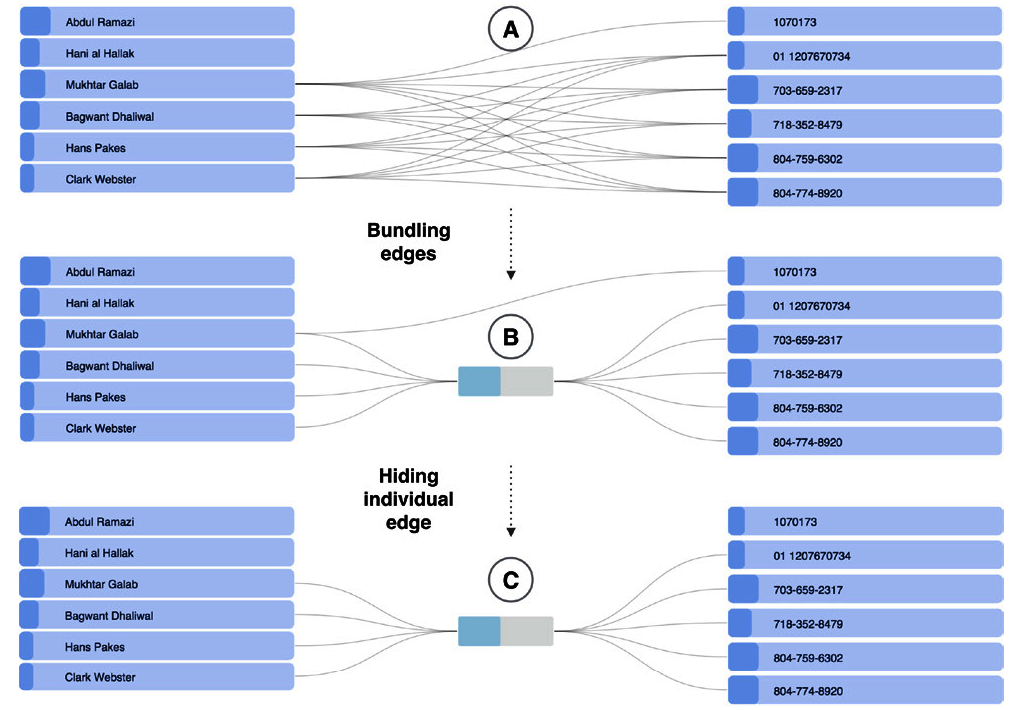 A
Abdul Ramazi
Hani al Hallak
Mukhtar Galab
Bagwant Dhaliwal
Hans Pakes
Clark Webster
1070173
01 1207670734
703-659-2317
718-352-8479
804-759-6302
804-774-8920
Bundling
edges
B
Abdul Ramazi
Hani al Hallak
Mukhtar Galab
Bagwant Dhaliwal
Hans Pakes
Clark Webster
1070173
01 1207670734
703-659-2317
718-352-8479
804-759-6302
804-774-8920
Hiding
individual
edge
C
Abdul Ramazi
Hani al Hallak
Mukhtar Galab
Bagwant Dhaliwal
Hans Pakes
Clark Webster
1070173
01 1207670734
703-659-2317
718-352-8479
804-759-6302
804-774-8920